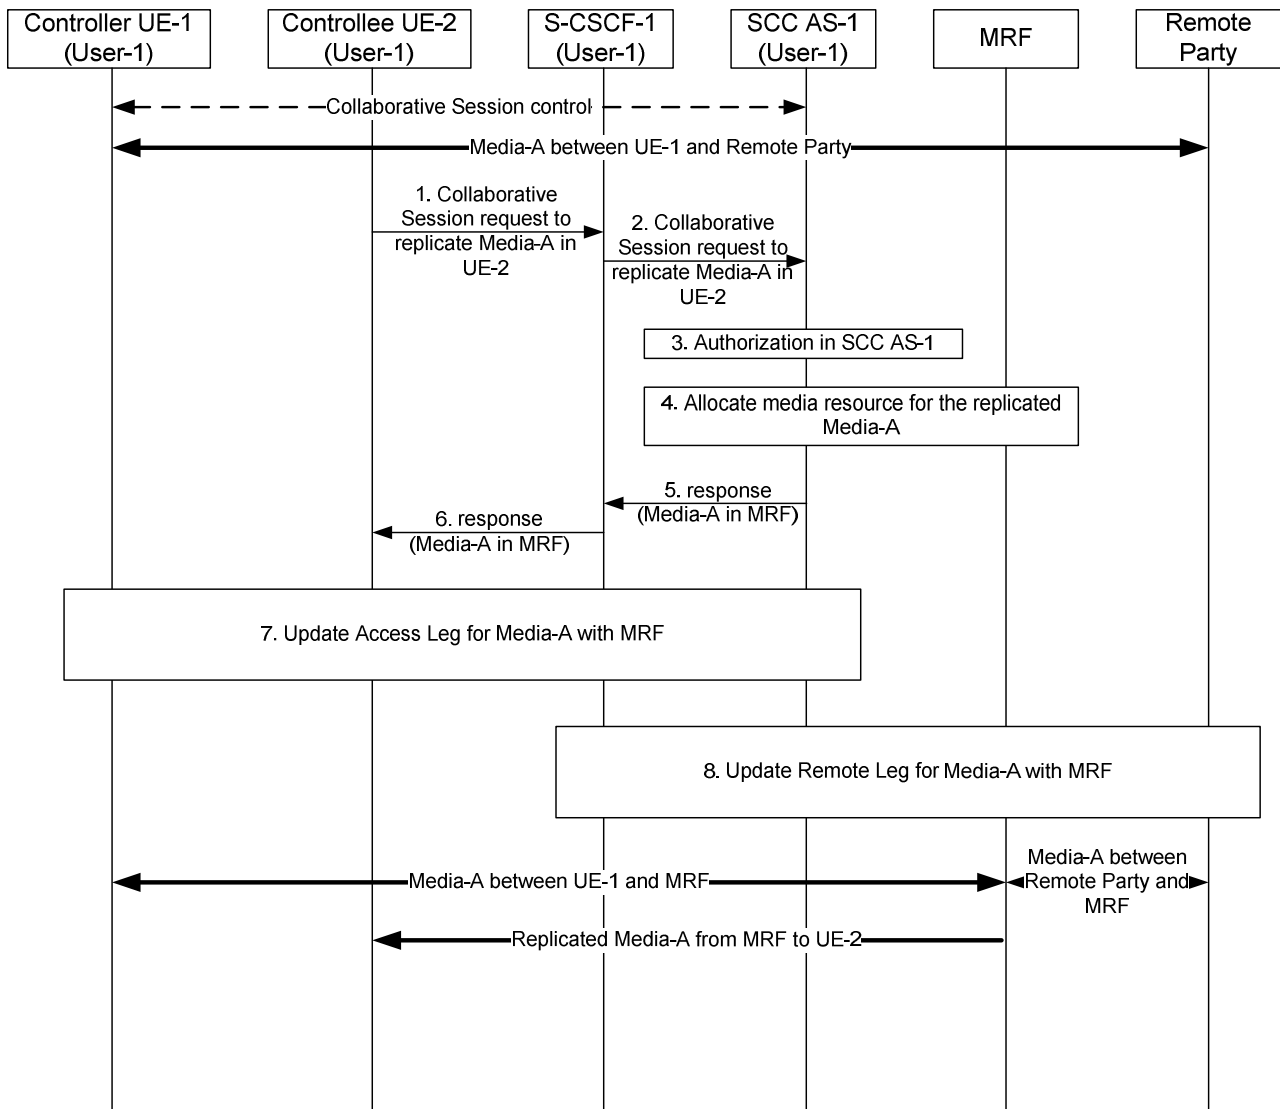 Controller UE-1
(User-1)
Controllee UE-2
(User-1)
S-CSCF-1
(User-1)
SCC AS-1
(User-1)
MRF
Remote
Party
Collaborative Session control
Media-A between UE-1 and Remote Party
1. Collaborative
Session request to
replicate Media-A in
UE-2
2. Collaborative
Session request to
replicate Media-A in
UE-2
3. Authorization in SCC AS-1
4. Allocate media resource for the replicated
Media-A
5. response
(Media-A in MRF)
6. response
(Media-A in MRF)
7. Update Access Leg for Media-A with MRF
8. Update Remote Leg for Media-A with MRF
Media-A between UE-1 and MRF
Media-A between
Remote Party and
MRF
Replicated Media-A from MRF to UE-2